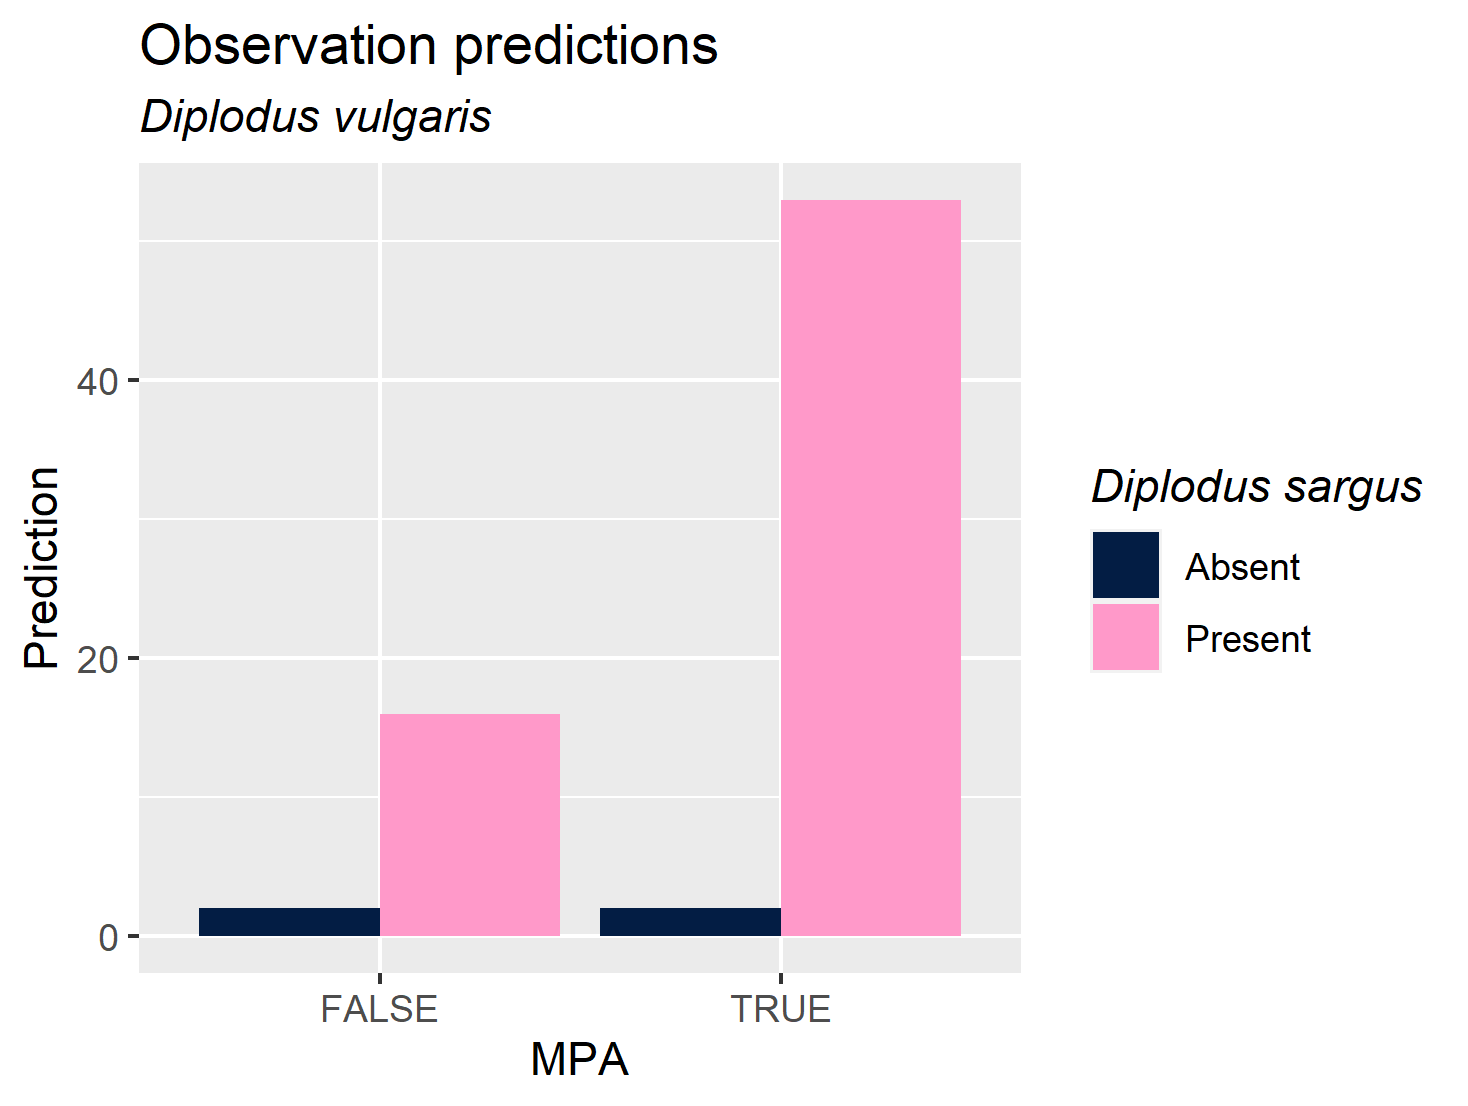 Observation predictions
Diplodus vulgaris
Prediction
40
20
0
FALSE
TRUE
MPA
Diplodus sargus
Absent
Present